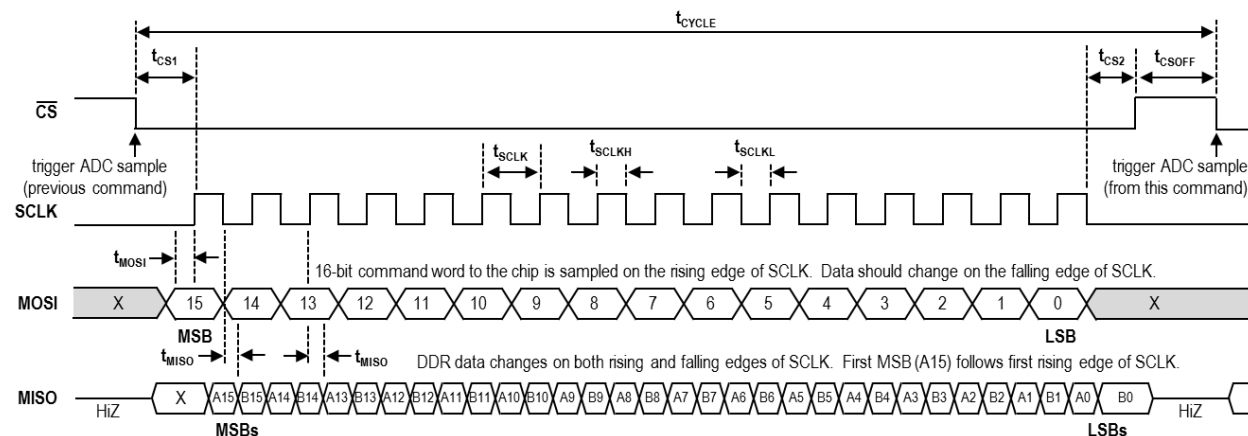 tCYCLE
tCS1
tCS2 tCSOFF
CS
tSCLK tSCLKH tSCLKL
trigger ADC sample
(previous command)
trigger ADC sample
(from this command)
SCLK
tMOSI
16-bit command word to the chip is sampled on the rising edge of SCLK. Data should change on the falling edge of SCLK.
MOSI X 15 14 13 12 11 10 9 8 7 6 5 4 3 2 1 0 X
MSB LSB
tMISO tMISO DDR data changes on both rising and falling edges of SCLK. First MSB (A15) follows first rising edge of SCLK.
MISO HiZ X A15 B15 A14 B14 A13 B13 A12 B12 A11 B11 A10 B10 A9 B9 A8 B8 A7 B7 A6 B6 A5 B5 A4 B4 A3 B3 A2 B2 A1 B1 A0 B0 HiZ
MSBs LSBs